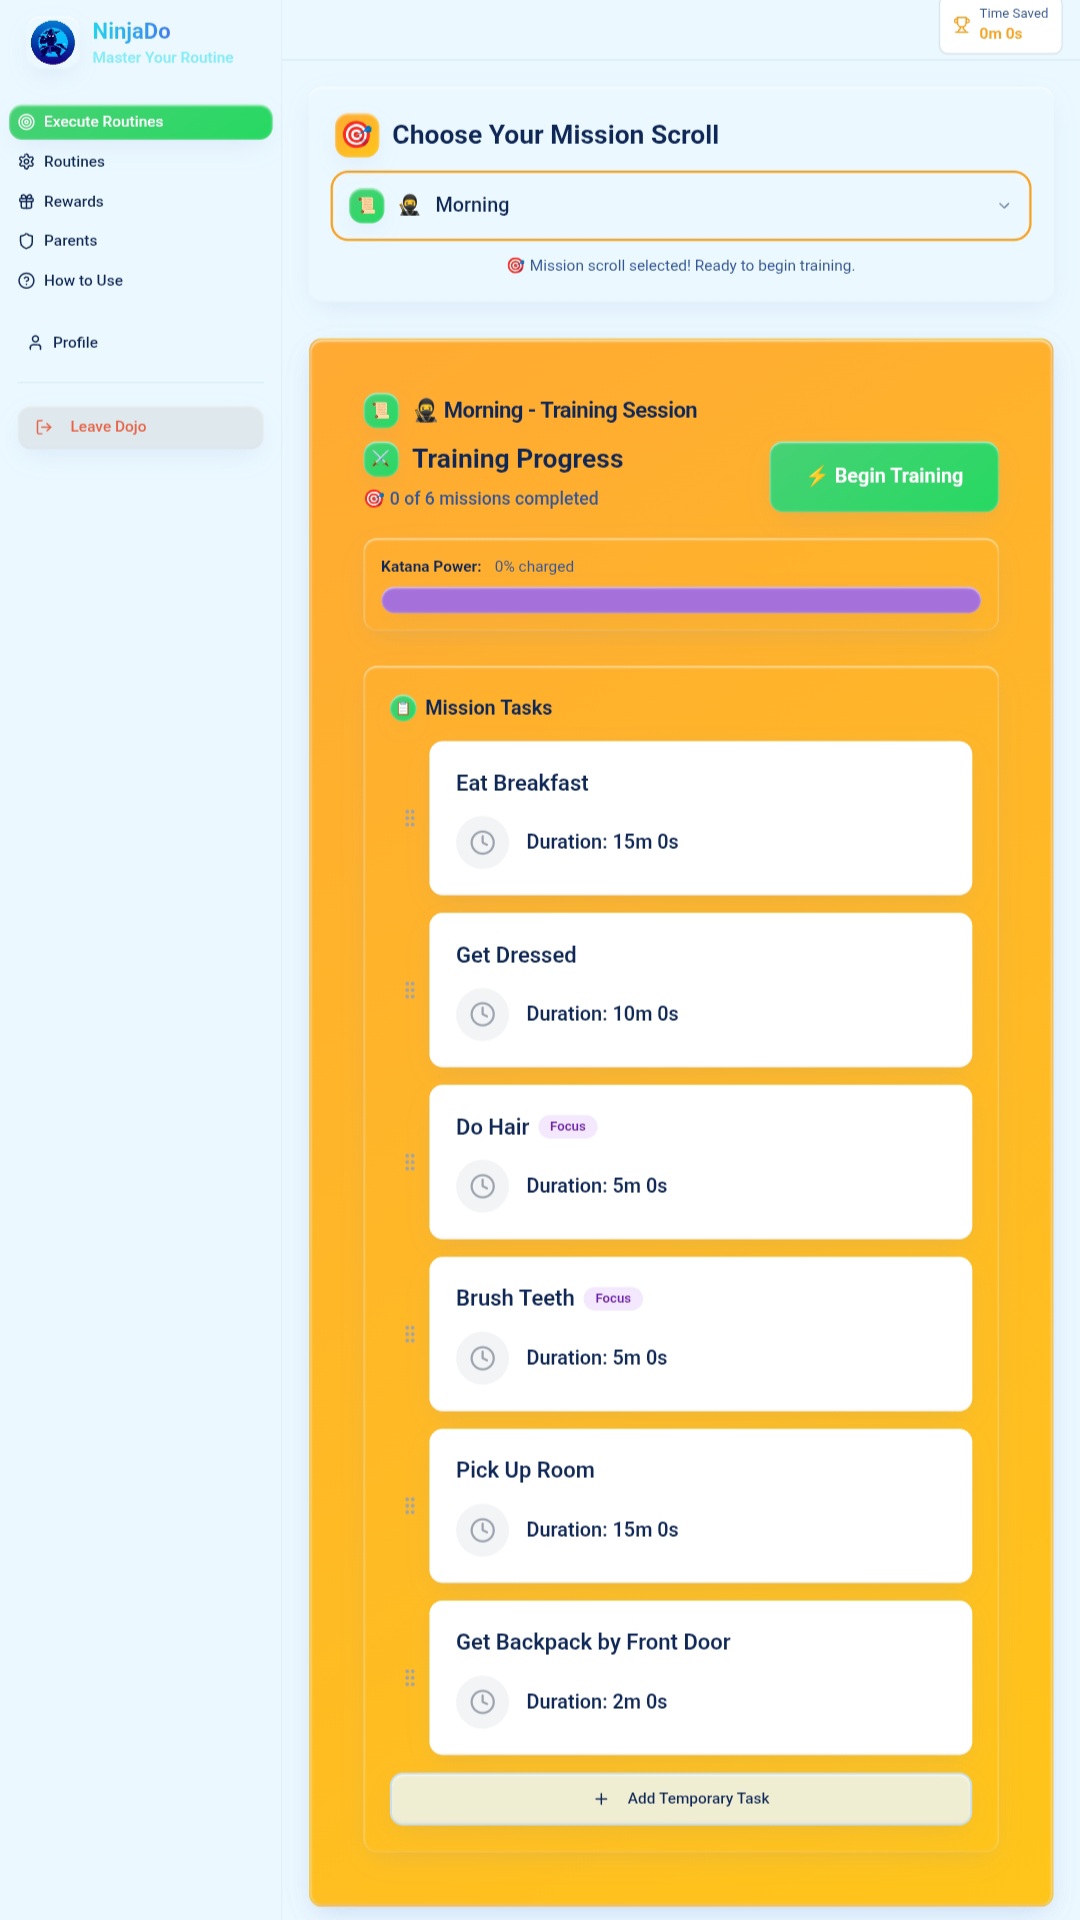 NinjaDo
Master Your Routine
Execute Routines
Routines
Rewards
Parents
How to Use
Profile
Leave Dojo
Time Saved
0m 0s
🎯 Choose Your Mission Scroll
📜 🥷 Morning
🎯 Mission scroll selected! Ready to begin training.
📜 🥷 Morning - Training Session
⚔️ Training Progress
🎯 0 of 6 missions completed
⚡ Begin Training
Katana Power: 0% charged
📋 Mission Tasks
Eat Breakfast
Duration: 15m 0s
Get Dressed
Duration: 10m 0s
Do Hair Focus
Duration: 5m 0s
Brush Teeth Focus
Duration: 5m 0s
Pick Up Room
Duration: 15m 0s
Get Backpack by Front Door
Duration: 2m 0s
+ Add Temporary Task